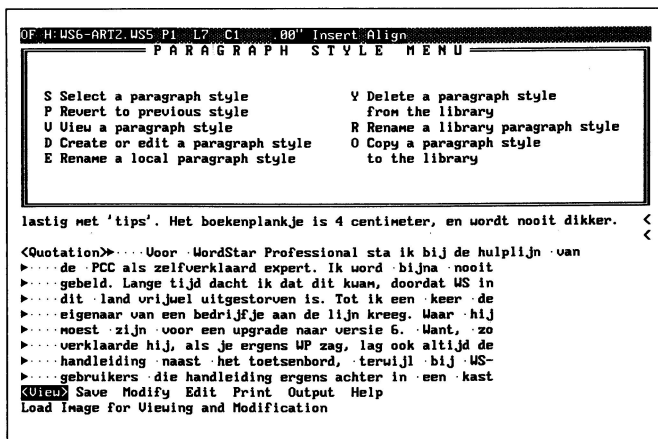 OF H:WS6-ART2.WS5 P1 L7 C1 .00" Insert Align
PARAGRAPH STYLE MENU
S Select a paragraph style Y Delete a paragraph style
P Revert to previous style from the library
V View a paragraph style R Rename a library paragraph style
D Create or edit a paragraph style O Copy a paragraph style
E Rename a local paragraph style to the library
lastig met 'tips'. Het boekenplankje is 4 centimeter, en wordt nooit dikker. <
<
<Quotation>►····Voor ·WordStar Professional sta ik bij de hulplijn ·van
►····de ·PCC als zelfverklaard expert. Ik word ·bijna ·nooit
►····gebeld. Lange tijd dacht ik dat dit kwam, doordat WS in
►····dit ·land vrijwel uitgestorven is. Tot ik een ·keer ·de
►····eigenaar van een bedrijfje aan de lijn kreeg. Waar ·hij
►····moest ·zijn ·voor een upgrade naar versie 6. ·Want, ·zo
►····verklaarde hij, als je ergens WP zag, lag ook altijd de
►····handleiding ·naast ·het toetsenbord, ·terwijl ·bij ·WS-
►····gebruikers ·die handleiding ergens achter in ·een ·kast
<View> Save Modify Edit Print Output Help
Load Image for Viewing and Modification